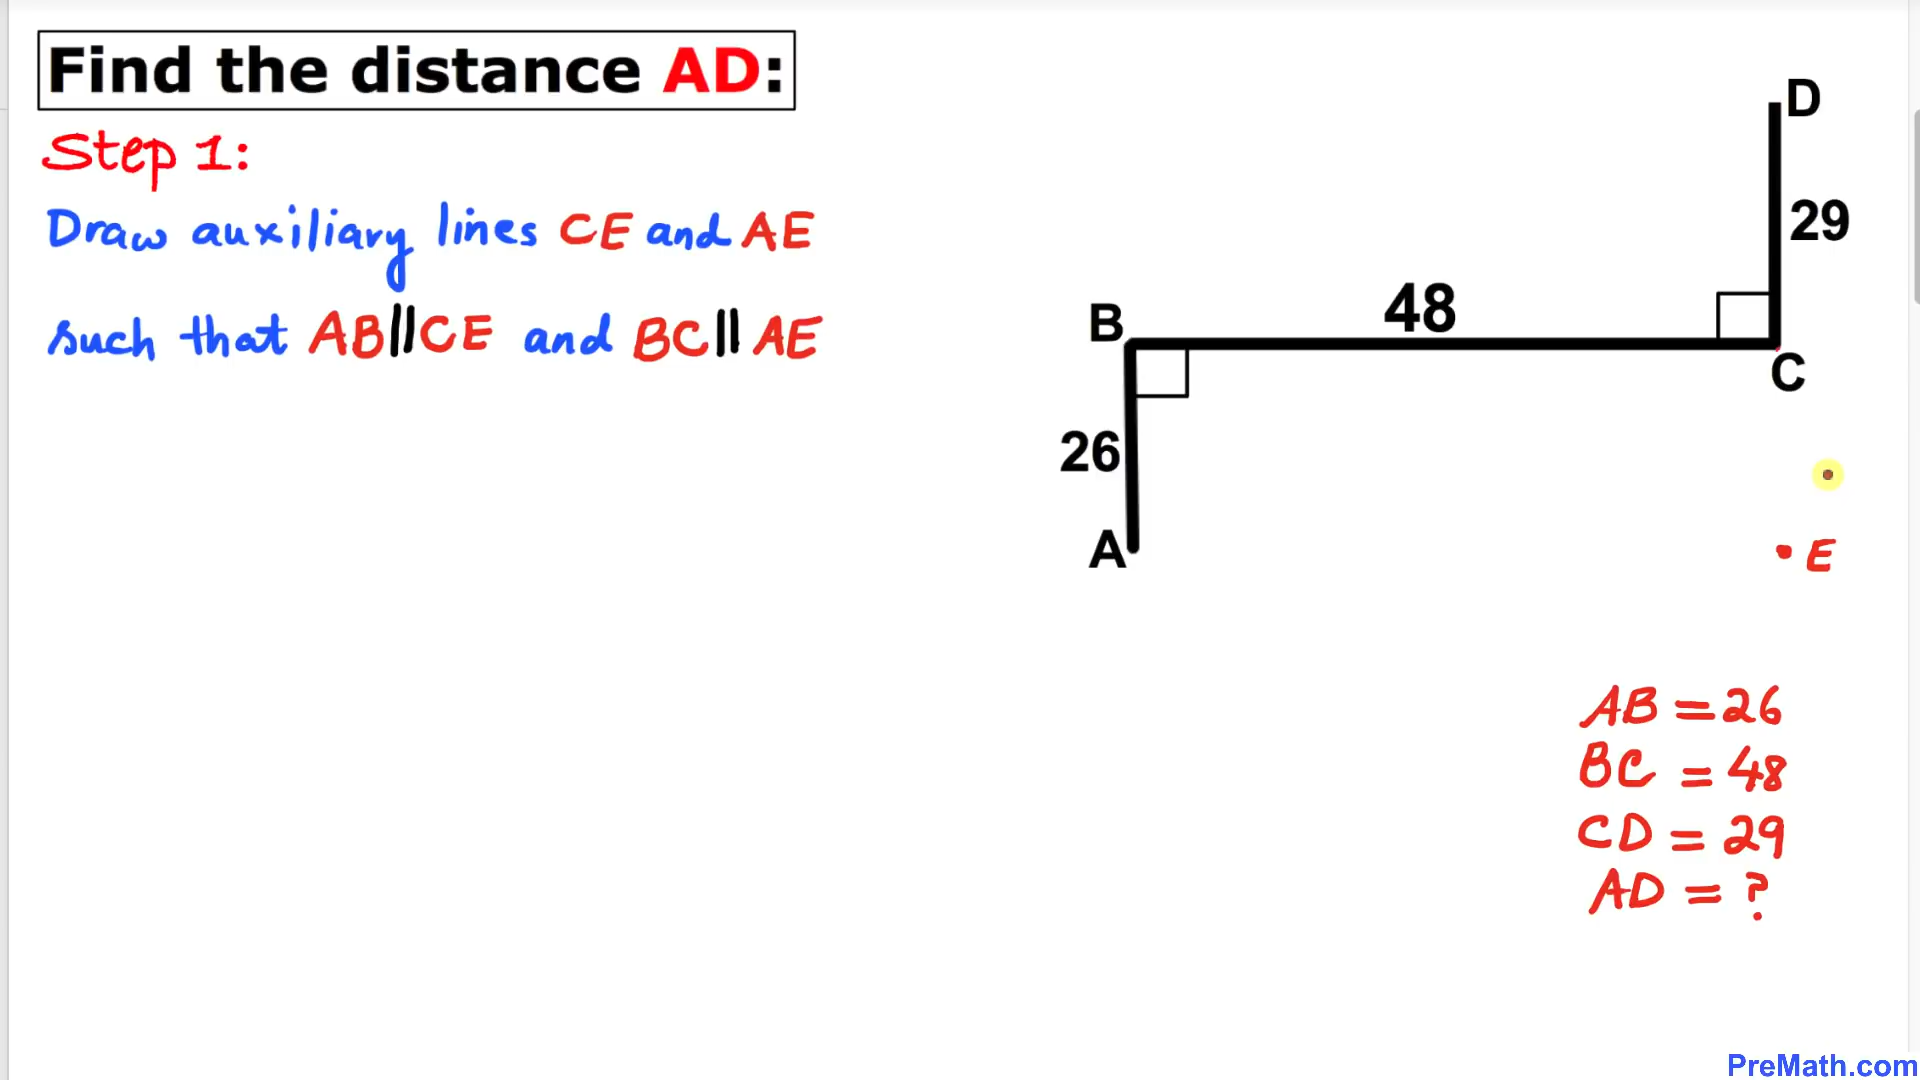 Find the distance AD:
Step 1:
Draw auxiliary lines CE and AE
such that AB||CE and BC||AE
D
29
48
B
C
26
A
E
AB = 26
BC = 48
CD = 29
AD = ?
PreMath.com